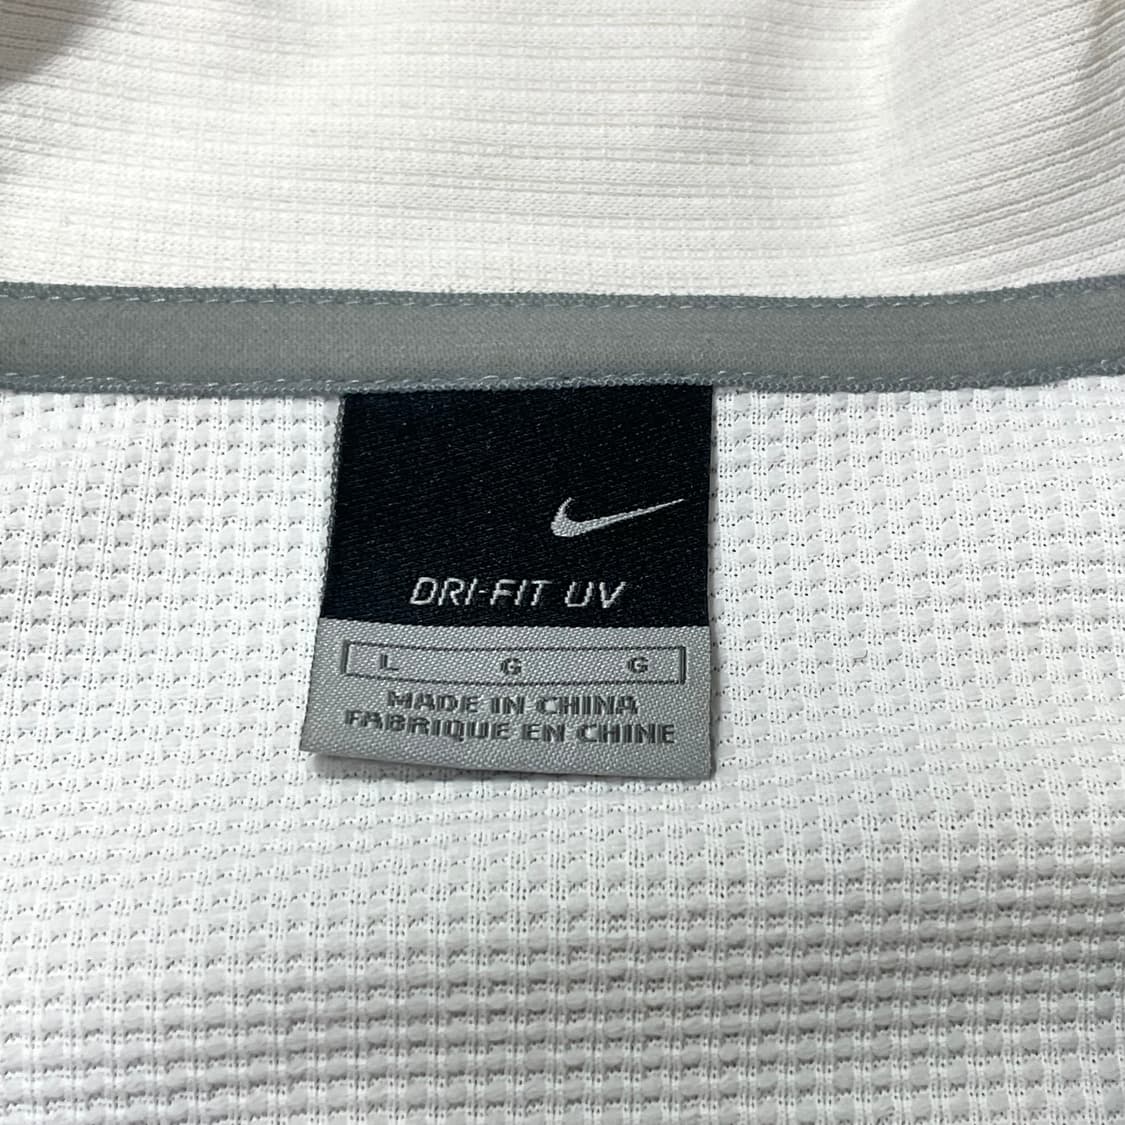 DRI-FIT UV
L G G
MADE IN CHINA
FABRIQUE EN CHINE